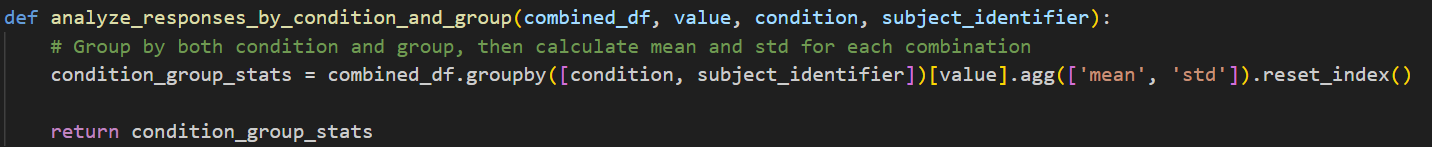 def analyze_responses_by_condition_and_group(combined_df, value, condition, subject_identifier):
    # Group by both condition and group, then calculate mean and std for each combination
    condition_group_stats = combined_df.groupby([condition, subject_identifier])[value].agg(['mean', 'std']).reset_index()
    return condition_group_stats